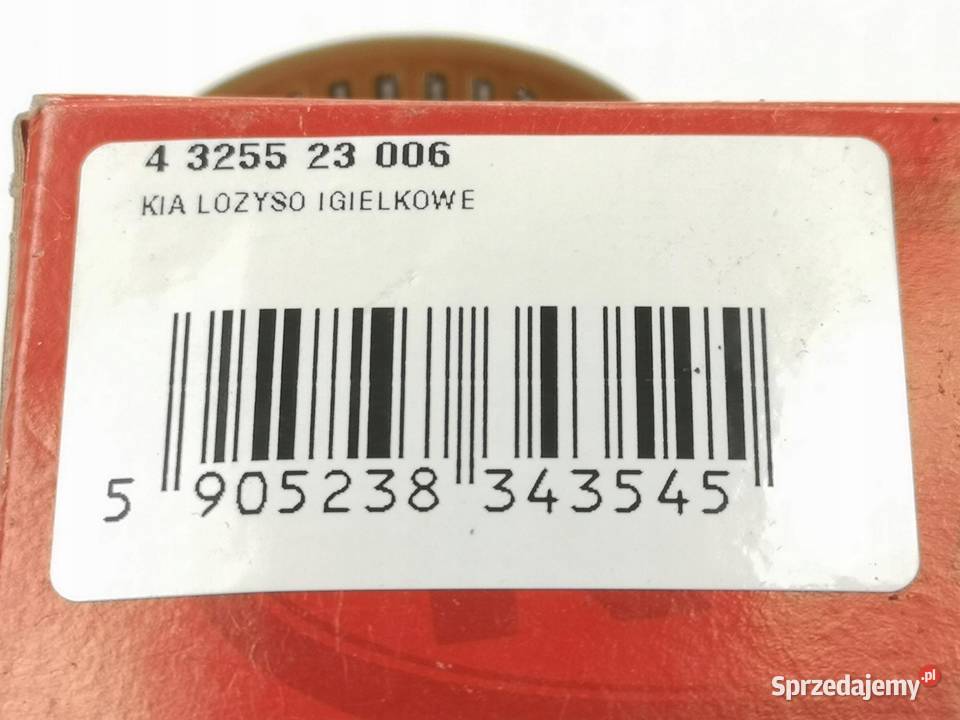 4 3255 23 006
KIA LOZYSO IGIELKOWE
5 905238 343545
Sprzedajemy.pl